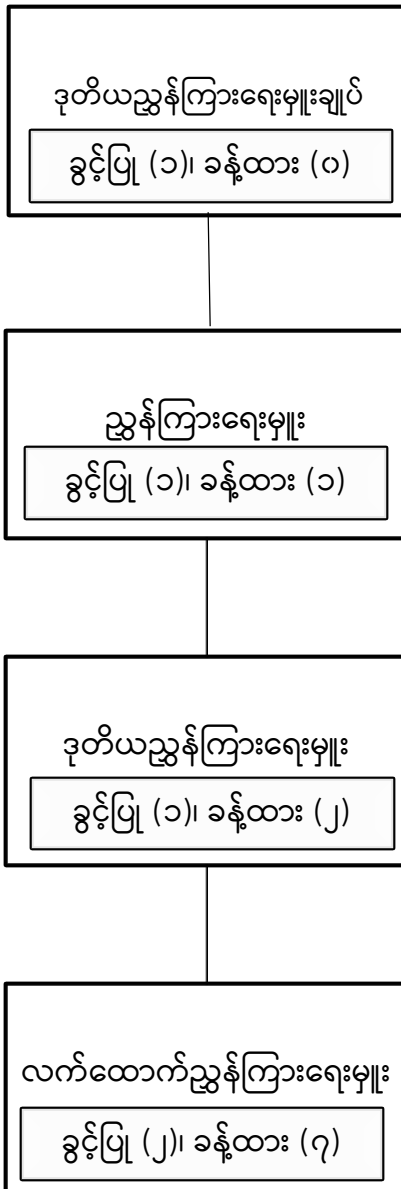 ဒုတိယညွှန်ကြားရေးမှူးချုပ်
ခွင့်ပြု (၁)၊ ခန့်ထား (၀)
ညွှန်ကြားရေးမှူး
ခွင့်ပြု (၁)၊ ခန့်ထား (၁)
ဒုတိယညွှန်ကြားရေးမှူး
ခွင့်ပြု (၁)၊ ခန့်ထား (၂)
လက်ထောက်ညွှန်ကြားရေးမှူး
ခွင့်ပြု (၂)၊ ခန့်ထား (၇)